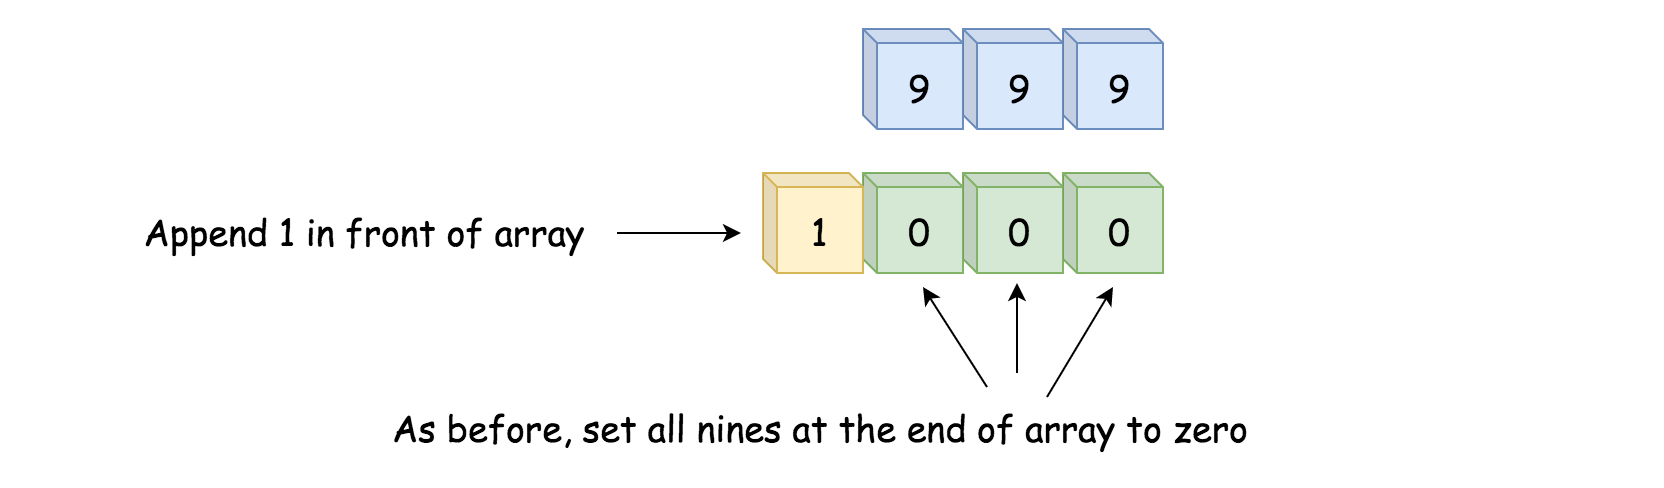 9 9 9
Append 1 in front of array
1 0 0 0
As before, set all nines at the end of array to zero